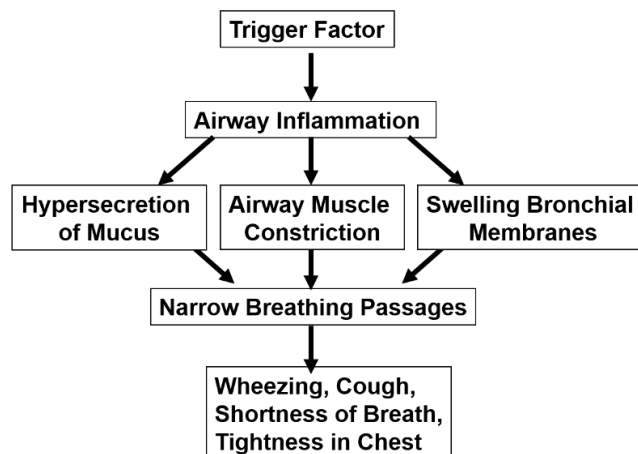 Trigger Factor
Airway Inflammation
Hypersecretion
of Mucus
Airway Muscle
Constriction
Swelling Bronchial
Membranes
Narrow Breathing Passages
Wheezing, Cough,
Shortness of Breath,
Tightness in Chest